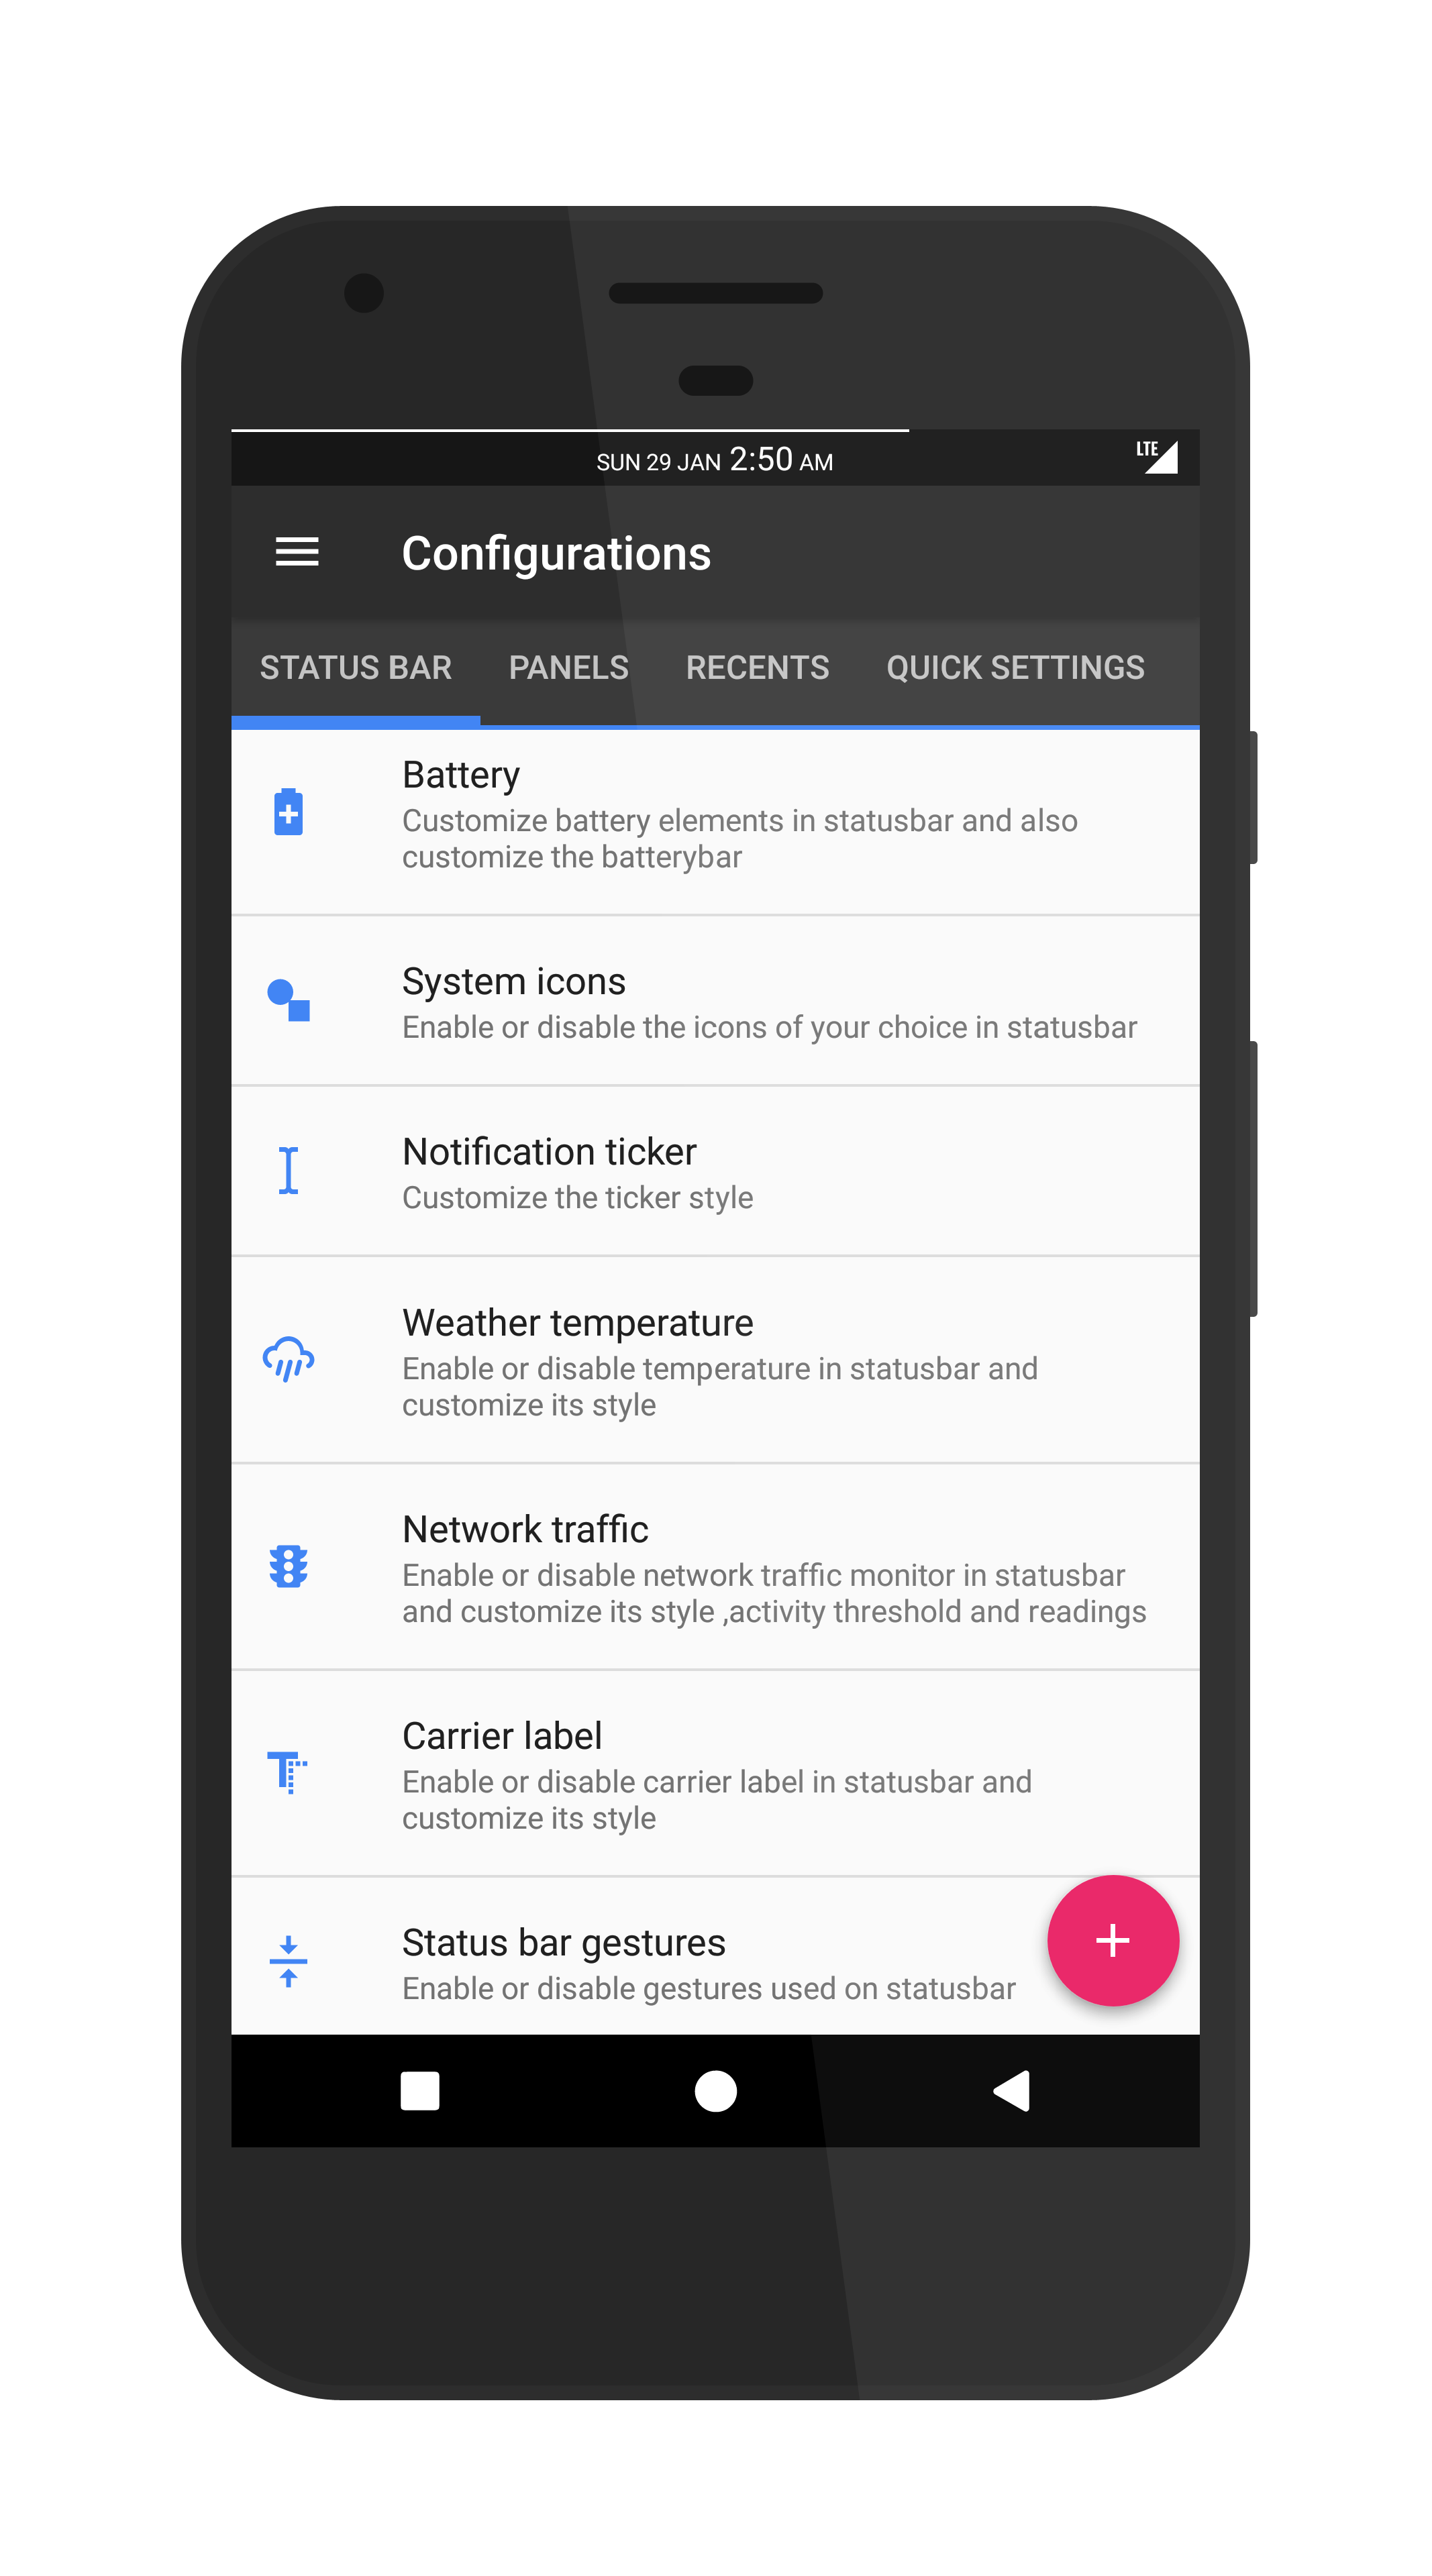 SUN 29 JAN 2:50 AM LTE
Configurations
STATUS BAR PANELS RECENTS QUICK SETTINGS
Battery
Customize battery elements in statusbar and also
customize the batterybar
System icons
Enable or disable the icons of your choice in statusbar
Notification ticker
Customize the ticker style
Weather temperature
Enable or disable temperature in statusbar and
customize its style
Network traffic
Enable or disable network traffic monitor in statusbar
and customize its style ,activity threshold and readings
Carrier label
Enable or disable carrier label in statusbar and
customize its style
Status bar gestures
Enable or disable gestures used on statusbar